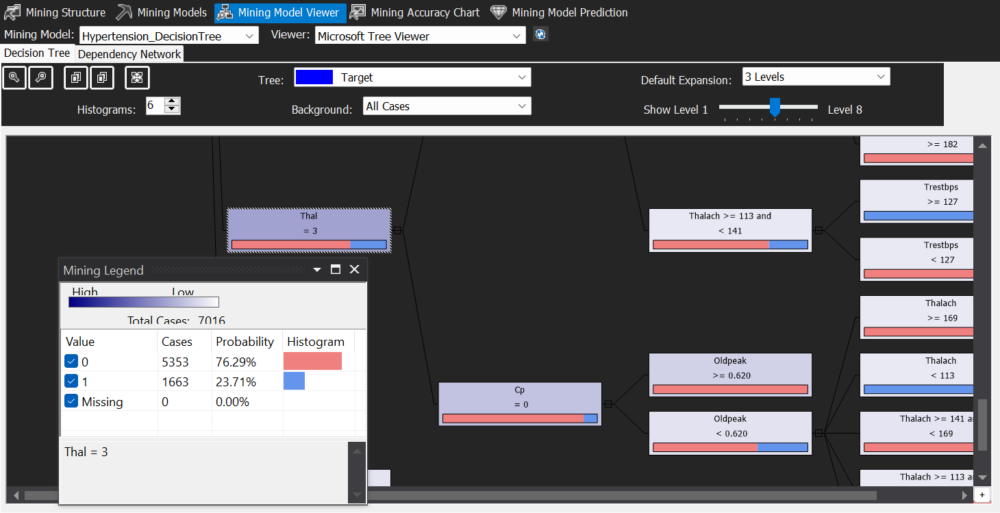 Mining Structure Mining Models Mining Model Viewer Mining Accuracy Chart Mining Model Prediction
Mining Model: Hypertension_DecisionTree Viewer: Microsoft Tree Viewer
Decision Tree Dependency Network
Tree: Target Default Expansion: 3 Levels
Histograms: 6 Background: All Cases Show Level 1 Level 8
>= 182
Trestbps
>= 127
Thal
= 3
Thalach >= 113 and
< 141
Trestbps
< 127
Mining Legend
High Low
Total Cases: 7016
Value Cases Probability Histogram
0 5353 76.29%
1 1663 23.71%
Missing 0 0.00%
Thal = 3
Thalach
>= 169
Oldpeak
>= 0.620
Thalach
< 113
Cp
= 0
Oldpeak
< 0.620
Thalach >= 141
< 169
Thalach >= 113
+